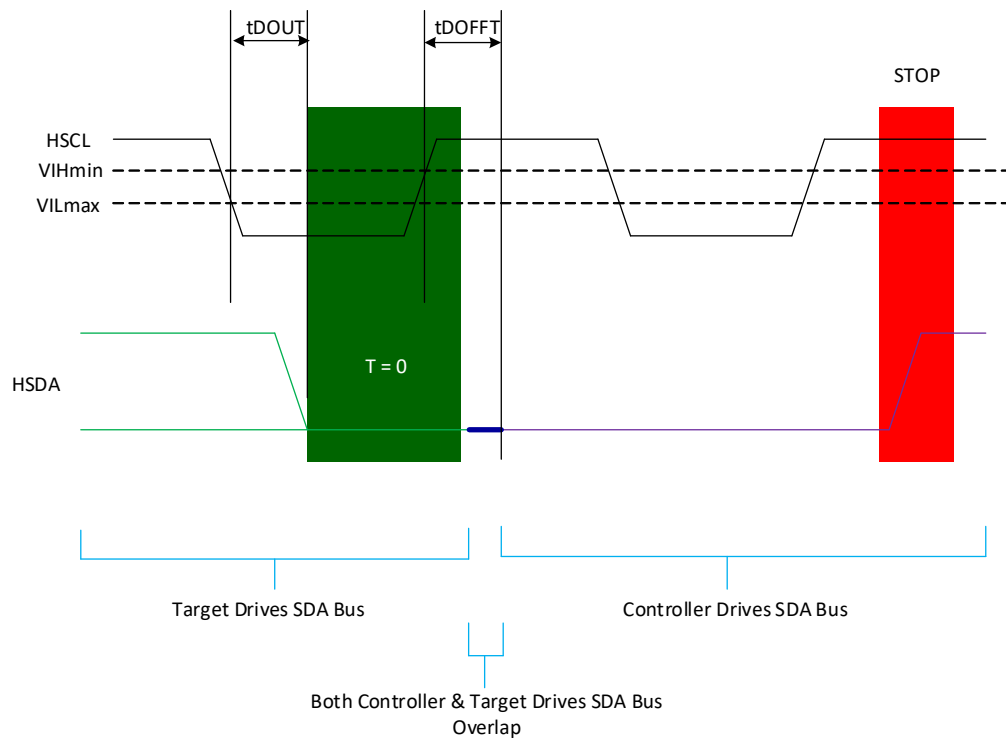 tDOUT
tDOFFT
STOP
HSCL
VIHmin
VILmax
T = 0
HSDA
Target Drives SDA Bus
Controller Drives SDA Bus
Both Controller & Target Drives SDA Bus
Overlap